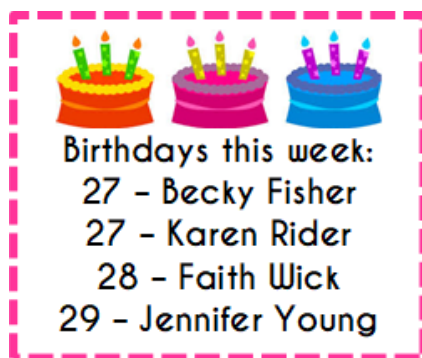 Birthdays this week:
27 – Becky Fisher
27 – Karen Rider
28 – Faith Wick
29 – Jennifer Young